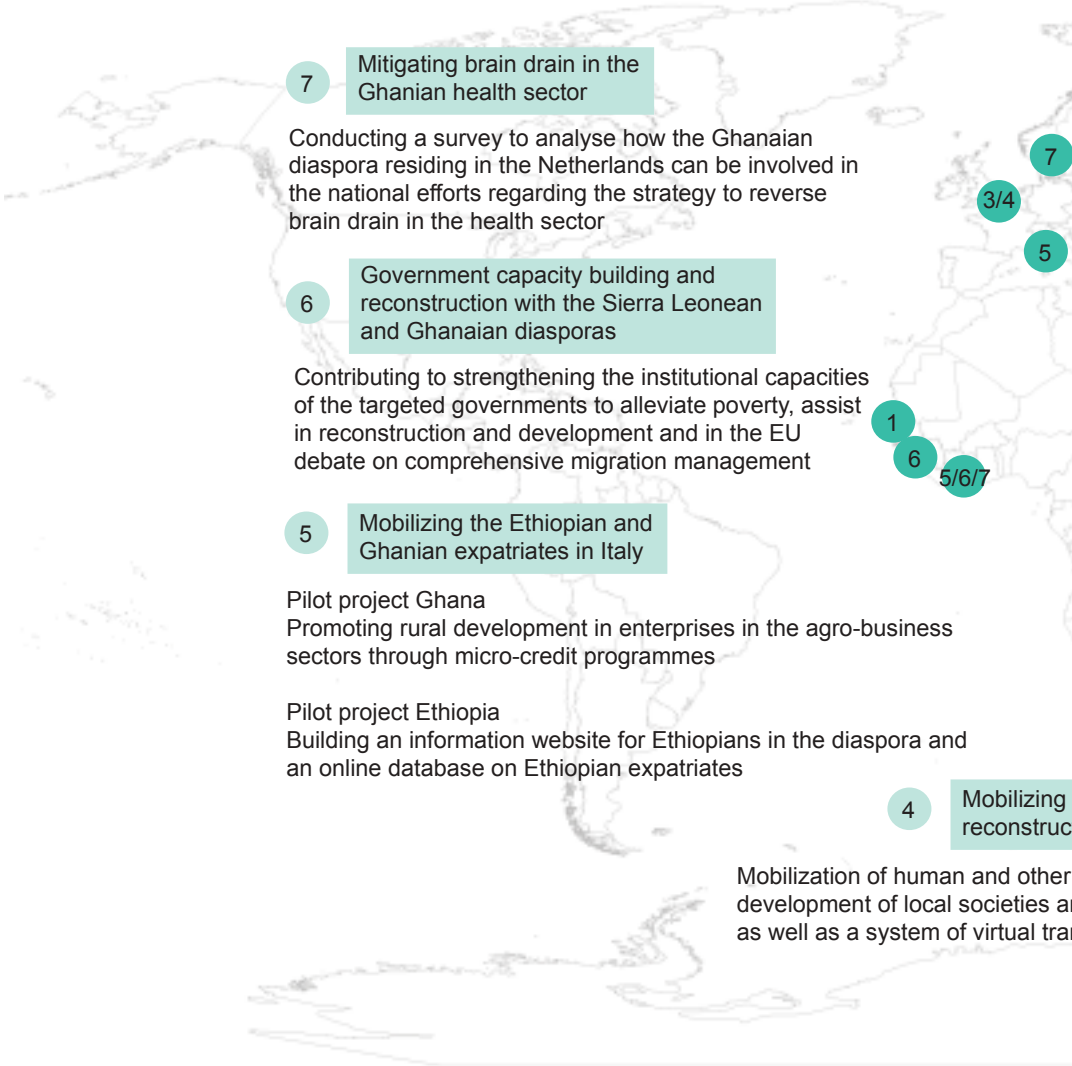 7
Mitigating brain drain in the
Ghanian health sector
Conducting a survey to analyse how the Ghanaian
diaspora residing in the Netherlands can be involved in
the national efforts regarding the strategy to reverse
brain drain in the health sector
6
Government capacity building and
reconstruction with the Sierra Leonean
and Ghanaian diasporas
Contributing to strengthening the institutional capacities
of the targeted governments to alleviate poverty, assist
in reconstruction and development and in the EU
debate on comprehensive migration management
5
Mobilizing the Ethiopian and
Ghanian expatriates in Italy
Pilot project Ghana
Promoting rural development in enterprises in the agro-business
sectors through micro-credit programmes
Pilot project Ethiopia
Building an information website for Ethiopians in the diaspora and
an online database on Ethiopian expatriates
4
Mobilizing
reconstruc
Mobilization of human and other
development of local societies a
as well as a system of virtual tra
7
3/4
5
1
6
5/6/7